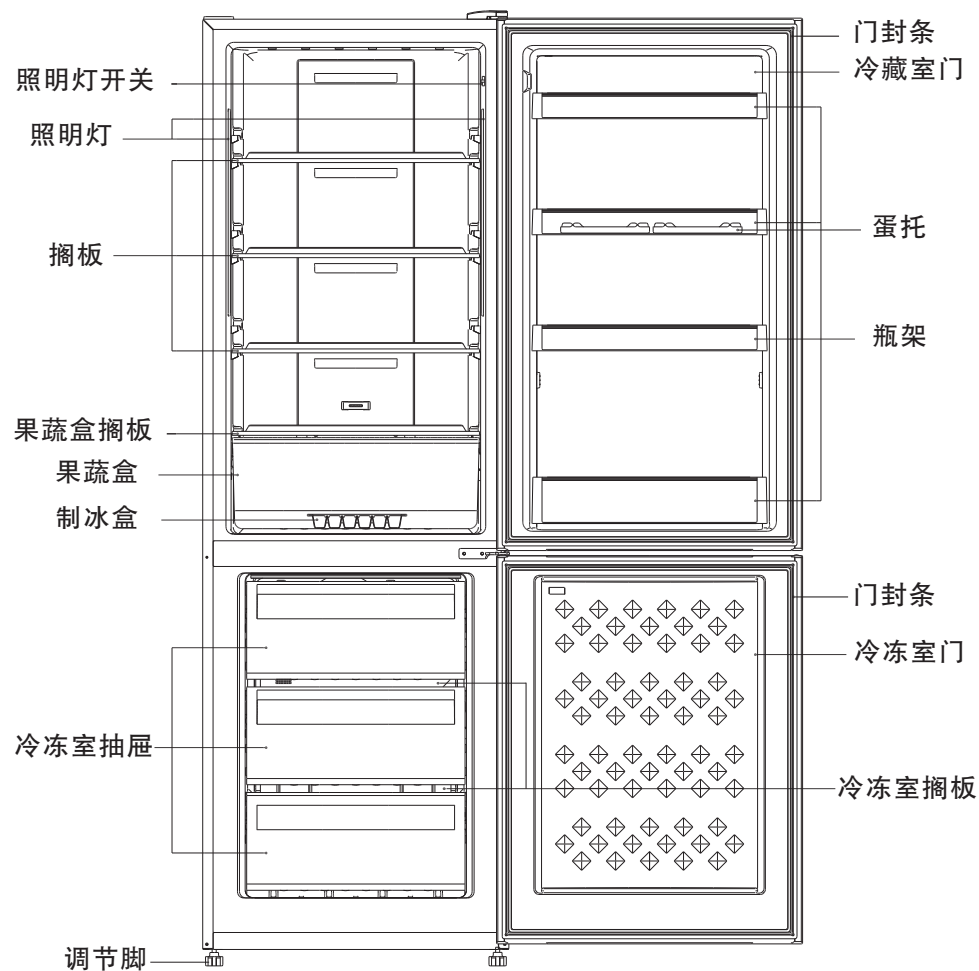 照明灯开关
照明灯
搁板
果蔬盒搁板
果蔬盒
制冰盒
冷冻室抽屉
调节脚
门封条
冷藏室门
蛋托
瓶架
门封条
冷冻室门
冷冻室搁板